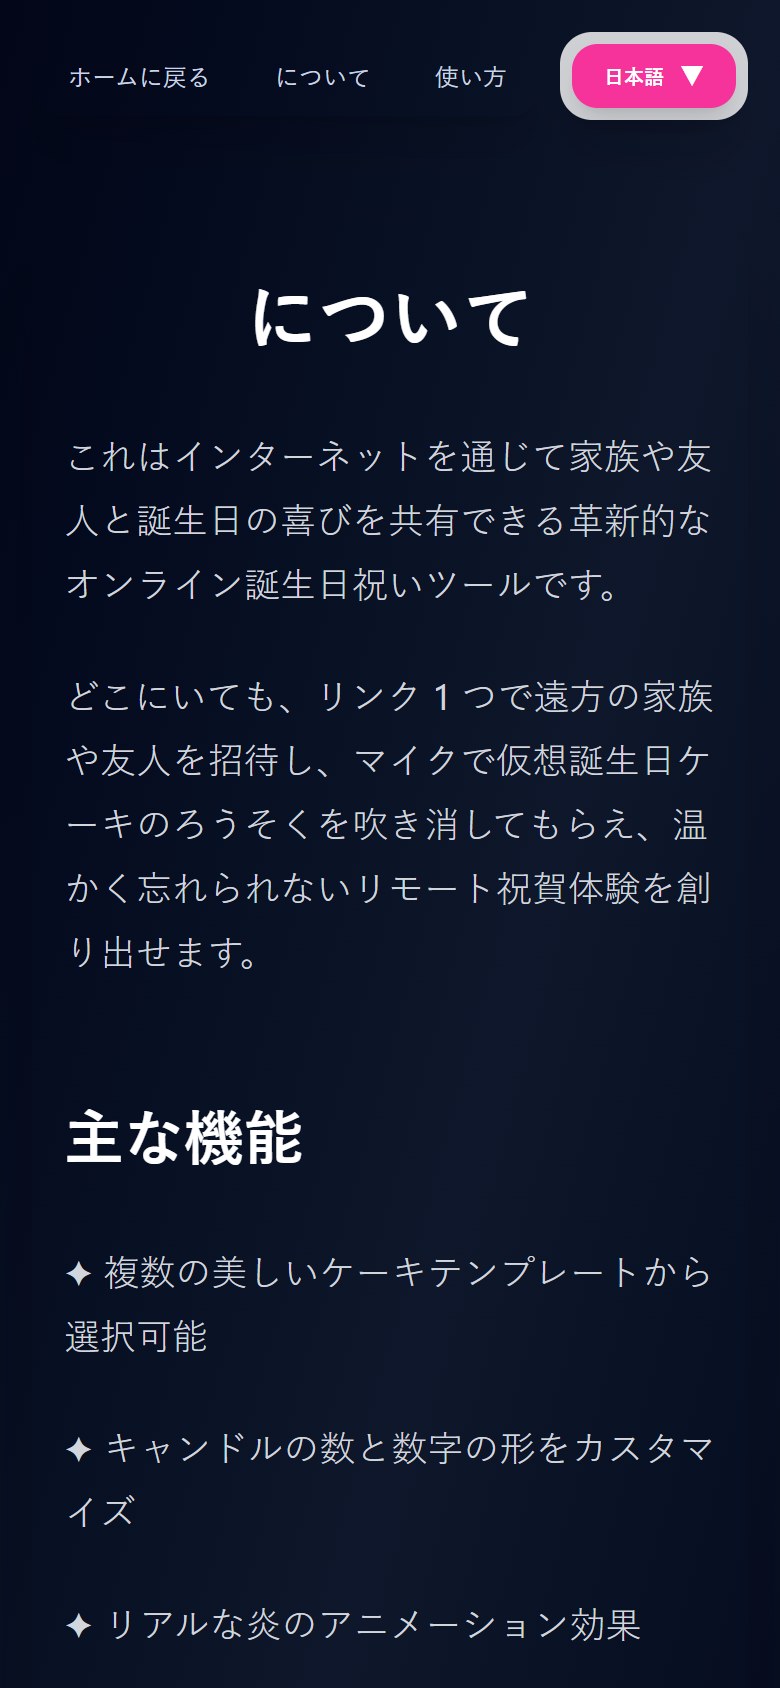 ホームに戻る について 使い方 日本語 ▼
について
これはインターネットを通じて家族や友
人と誕生日の喜びを共有できる革新的な
オンライン誕生日祝いツールです。
どこにいても、リンク 1 つで遠方の家族
や友人を招待し、マイクで仮想誕生日ケ
ーキのろうそくを吹き消してもらえ、温
かく忘れられないリモート祝賀体験を創
り出せます。
主な機能
✦ 複数の美しいケーキテンプレートから
選択可能
✦ キャンドルの数と数字の形をカスタマ
イズ
✦ リアルな炎のアニメーション効果